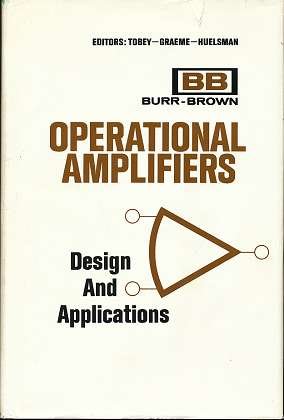 EDITORS: TOBEY-GRAEME-HUELSMAN
BB
BURR-BROWN
OPERATIONAL
AMPLIFIERS
Design
And
Applications